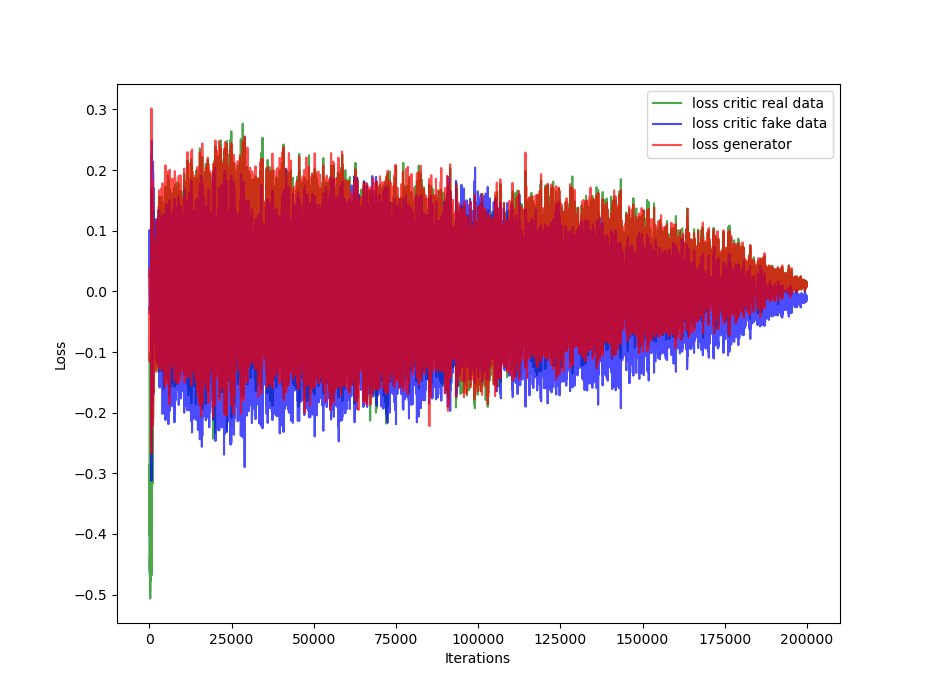 loss critic real data
loss critic fake data
loss generator
0.3
0.2
0.1
0.0
−0.1
−0.2
−0.3
−0.4
−0.5
Loss
0 25000 50000 75000 100000 125000 150000 175000 200000
Iterations